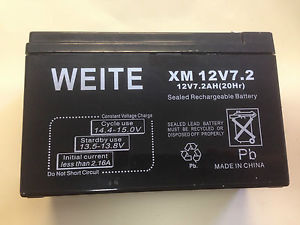 WEITE
XM 12V7.2
12V7.2AH(20Hr)
Sealed Rechargeable Battery
Constant Voltage Charge
Cycle use
14.4-15.0V
Standby use
13.5-13.8V
Initial current
less than 2.16A
Do Not Short Circuit
SEALED LEAD BATTERY
MUST BE RECYCLED OR
DISPOSED OF PROPERLY
Pb
Pb
MADE IN CHINA